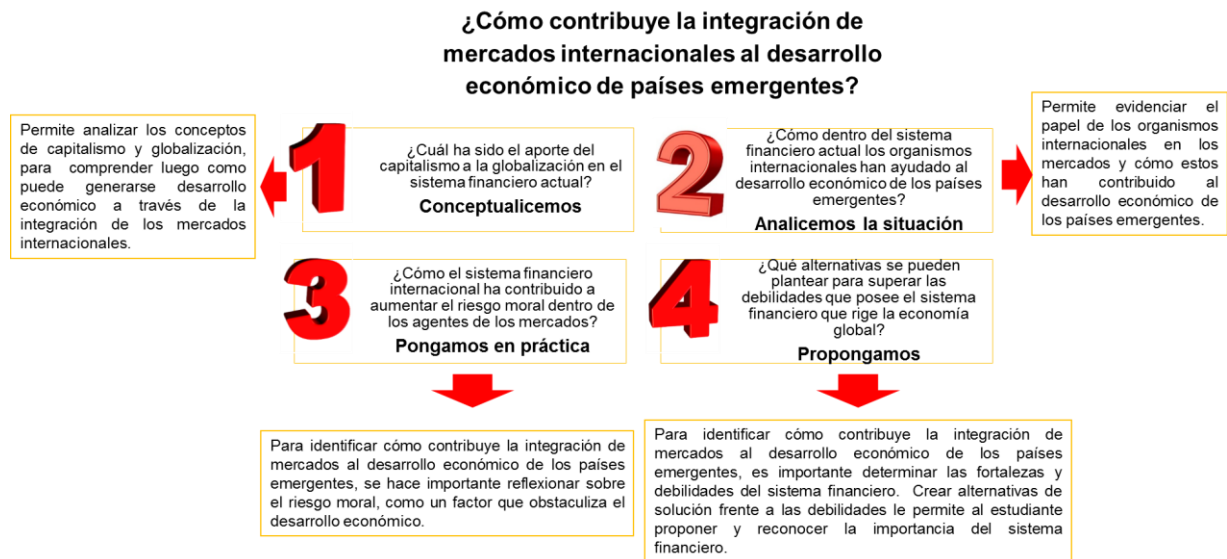 ¿Cómo contribuye la integración de
mercados internacionales al desarrollo
económico de países emergentes?
Permite analizar los conceptos
de capitalismo y globalización,
para comprender luego como
puede generarse desarrollo
económico a través de la
integración de los mercados
internacionales.
1
¿Cuál ha sido el aporte del
capitalismo a la globalización en el
sistema financiero actual?
Conceptualicemos
2
¿Cómo dentro del sistema
financiero actual los organismos
internacionales han ayudado al
desarrollo económico de los países
emergentes?
Analicemos la situación
Permite evidenciar el
papel de los organismos
internacionales en los
mercados y cómo estos
han contribuido al
desarrollo económico de
los países emergentes.
3
¿Cómo el sistema financiero
internacional ha contribuido a
aumentar el riesgo moral dentro de
los agentes de los mercados?
Pongamos en práctica
4
¿Qué alternativas se pueden
plantear para superar las
debilidades que posee el sistema
financiero que rige la economía
global?
Propongamos
Para identificar cómo contribuye la integración de
mercados al desarrollo económico de los países
emergentes, se hace importante reflexionar sobre
el riesgo moral, como un factor que obstaculiza el
desarrollo económico.
Para identificar cómo contribuye la integración de
mercados al desarrollo económico de los países
emergentes, es importante determinar las fortalezas y
debilidades del sistema financiero. Crear alternativas de
solución frente a las debilidades le permite al estudiante
proponer y reconocer la importancia del sistema
financiero.